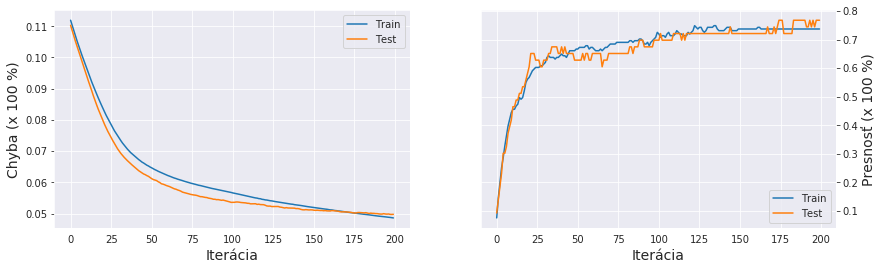 Chyba (x 100 %)
0.11
0.10
0.09
0.08
0.07
0.06
0.05
0 25 50 75 100 125 150 175 200
Iterácia
Train
Test
0 25 50 75 100 125 150 175 200
Iterácia
Train
Test
0.8
0.7
0.6
0.5
0.4
0.3
0.2
0.1
Presnosť (x 100 %)